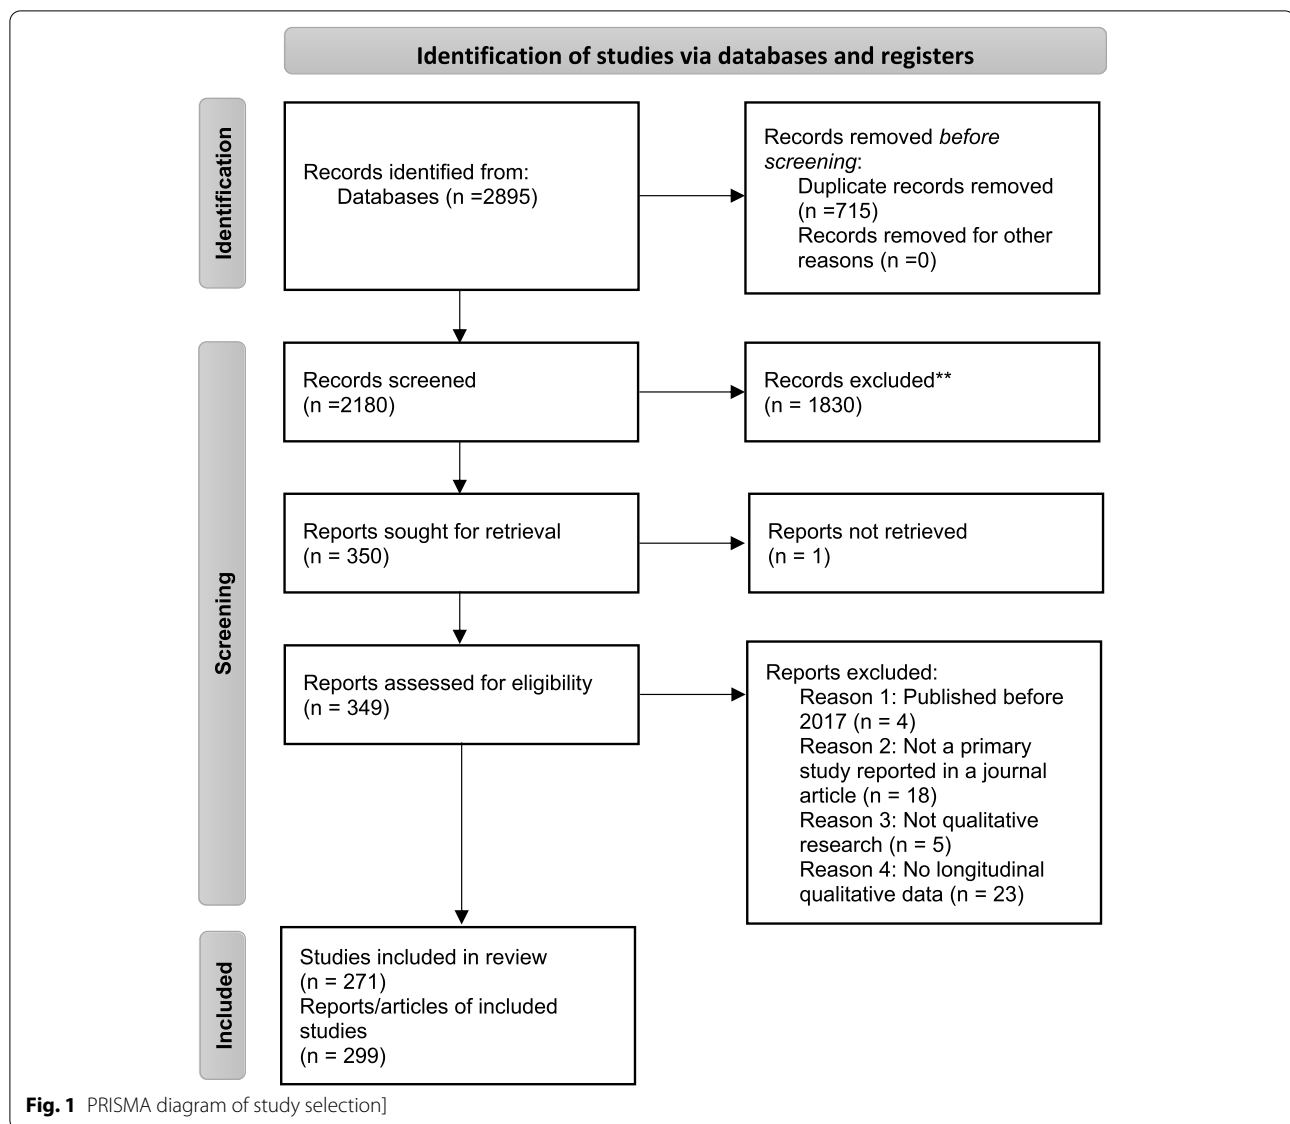 Identification of studies via databases and registers
Identification
Records identified from:
Databases (n =2895)
Records removed before
screening:
Duplicate records removed
(n =715)
Records removed for other
reasons (n =0)
Screening
Records screened
(n =2180)
Records excluded**
(n = 1830)
Reports sought for retrieval
(n = 350)
Reports not retrieved
(n = 1)
Reports assessed for eligibility
(n = 349)
Reports excluded:
Reason 1: Published before
2017 (n = 4)
Reason 2: Not a primary
study reported in a journal
article (n = 18)
Reason 3: Not qualitative
research (n = 5)
Reason 4: No longitudinal
qualitative data (n = 23)
Included
Studies included in review
(n = 271)
Reports/articles of included
studies
(n = 299)
Fig. 1 PRISMA diagram of study selection]